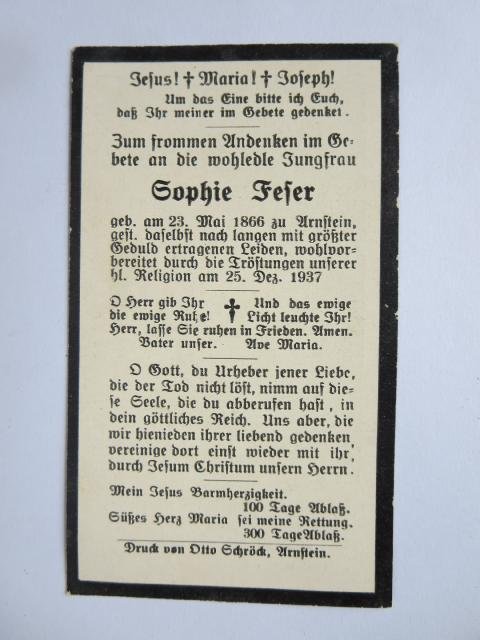 Jesus! † Maria! † Joseph!
Um das Eine bitte ich Euch,
daß Ihr meiner im Gebete gedenket.
Zum frommen Andenken im Ge-
bete an die wohledle Jungfrau
Sophie Feser
geb. am 23. Mai 1866 zu Arnstein,
gest. daselbst nach langen mit größter
Geduld ertragenen Leiden, wohlvor-
bereitet durch die Tröstungen unserer
hl. Religion am 25. Dez. 1937
O Herr gib Ihr † Und das ewige
die ewige Ruhe! Licht leuchte Ihr!
Herr, lasse Sie ruhen in Frieden. Amen.
Vater unser. Ave Maria.
O Gott, du Urheber jener Liebe,
die der Tod nicht löst, nimm auf die-
se Seele, die du abberufen hast, in
dein göttliches Reich. Uns aber, die
wir hienieden ihrer liebend gedenken,
vereinige dort einst wieder mit ihr,
durch Jesum Christum unsern Herrn.
Mein Jesus Barmherzigkeit.
100 Tage Ablaß.
Süßes Herz Maria sei meine Rettung.
300 Tage Ablaß.
Druck von Otto Schröck, Arnstein.